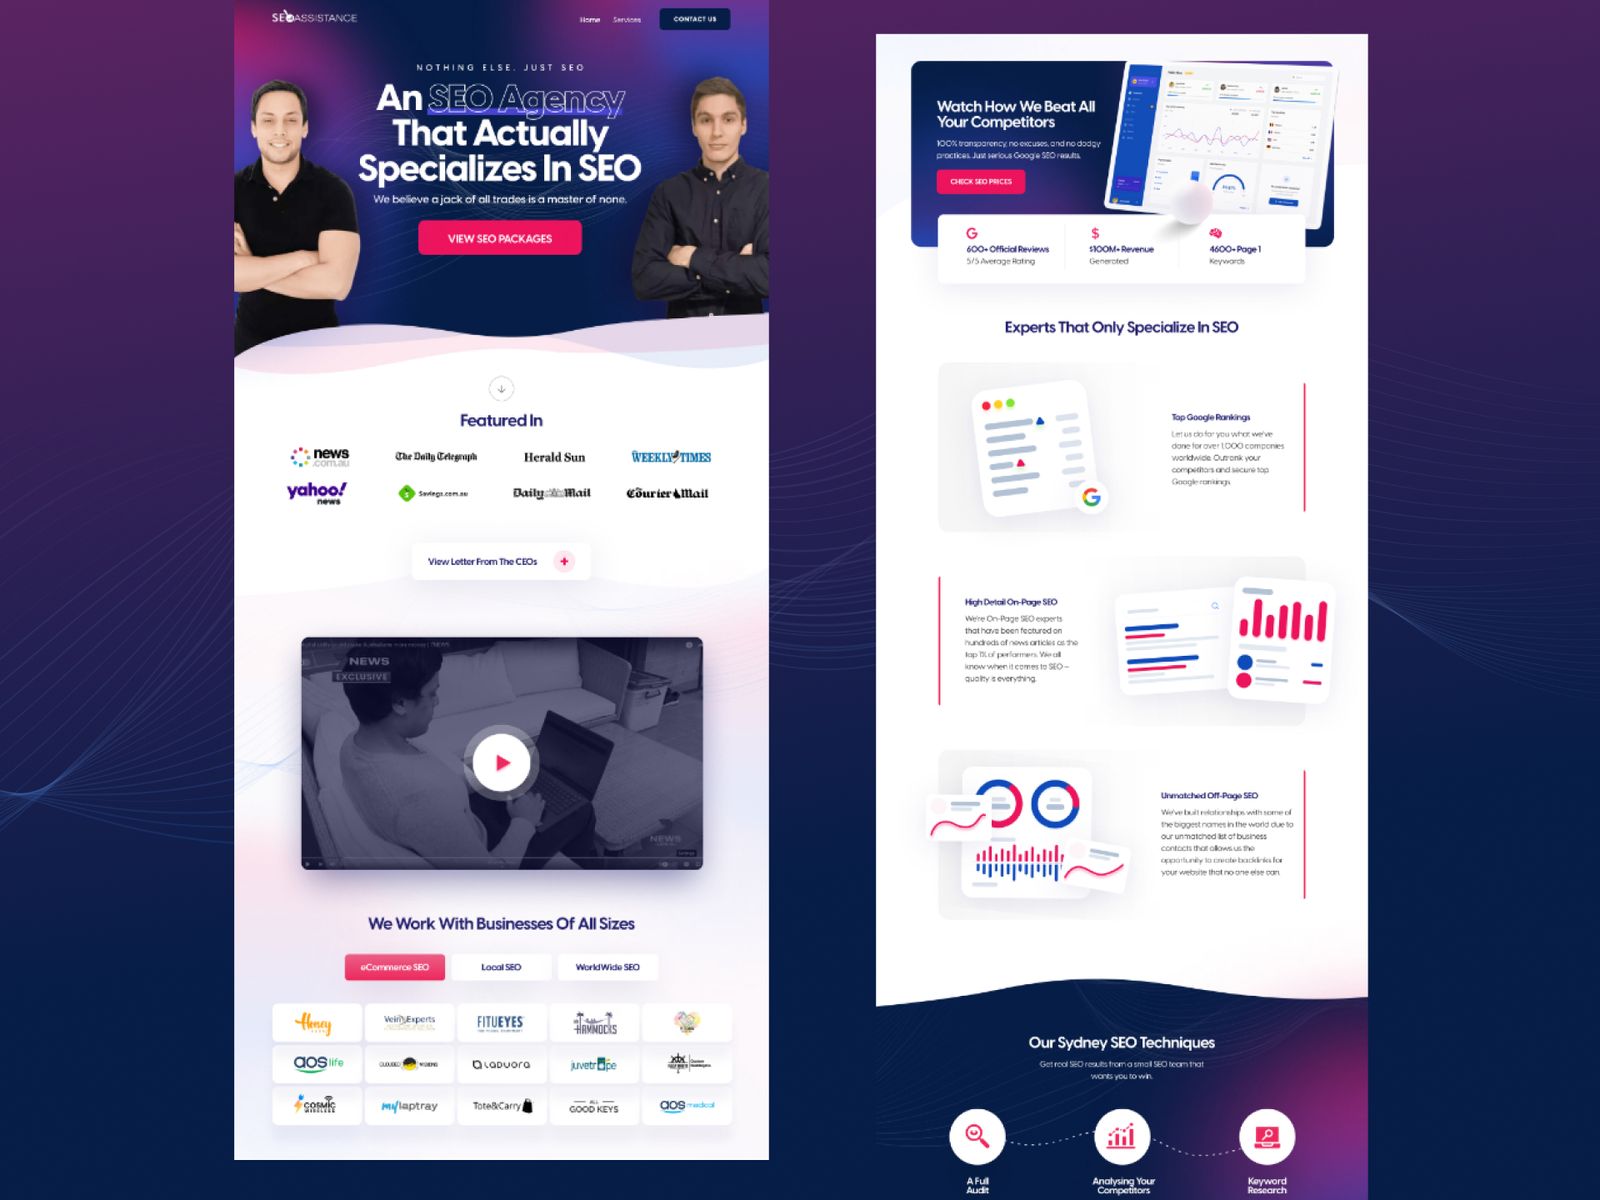 SEOASSISTANCE
Home
Services
CONTACT US
NOTHING ELSE. JUST SEO
An SEO Agency
That Actually
Specializes In SEO
We believe a jack of all trades is a master of none.
VIEW SEO PACKAGES
Featured In
news
.com.au
The Daily Telegraph
Herald Sun
WEEKLY TIMES
yahoo!
news
Savings.com.au
Daily Mail
The Courier Mail
View Letter From The CEOs
NEWS
EXCLUSIVE
NEWS
We Work With Businesses Of All Sizes
eCommerce SEO
Local SEO
WorldWide SEO
Honey
Vein Experts
FITUEYES
HAMMOCKS
aos life
LADUORA
COSMIC
WIRELESS
my laptray
Tote&Carry
ALL
GOOD KEYS
aos medical
Watch How We Beat All
Your Competitors
100% transparency, no excuses, and no dodgy
practices. Just serious Google SEO results.
CHECK SEO PRICES
600+ Official Reviews
5/5 Average Rating
$
$100M+ Revenue
Generated
4600+ Page 1
Keywords
Experts That Only Specialize In SEO
Top Google Rankings
Let us do for you what we've
done for over 1,000 companies
worldwide. Outrank your
competitors and secure top
Google rankings.
High Detail On-Page SEO
We're On-Page SEO experts
that have been featured on
hundreds of news articles as the
top 1% of performers. We all
know when it comes to SEO –
quality is everything.
Unmatched Off-Page SEO
We've built relationships with some of
the biggest names in the world due to
our unmatched list of business
contacts that allows us the
opportunity to create backlinks for
your website that no one else can.
Our Sydney SEO Techniques
Get real SEO results from a small SEO team that
wants you to win.
A Full
Audit
Analysing Your
Competitors
Keyword
Research